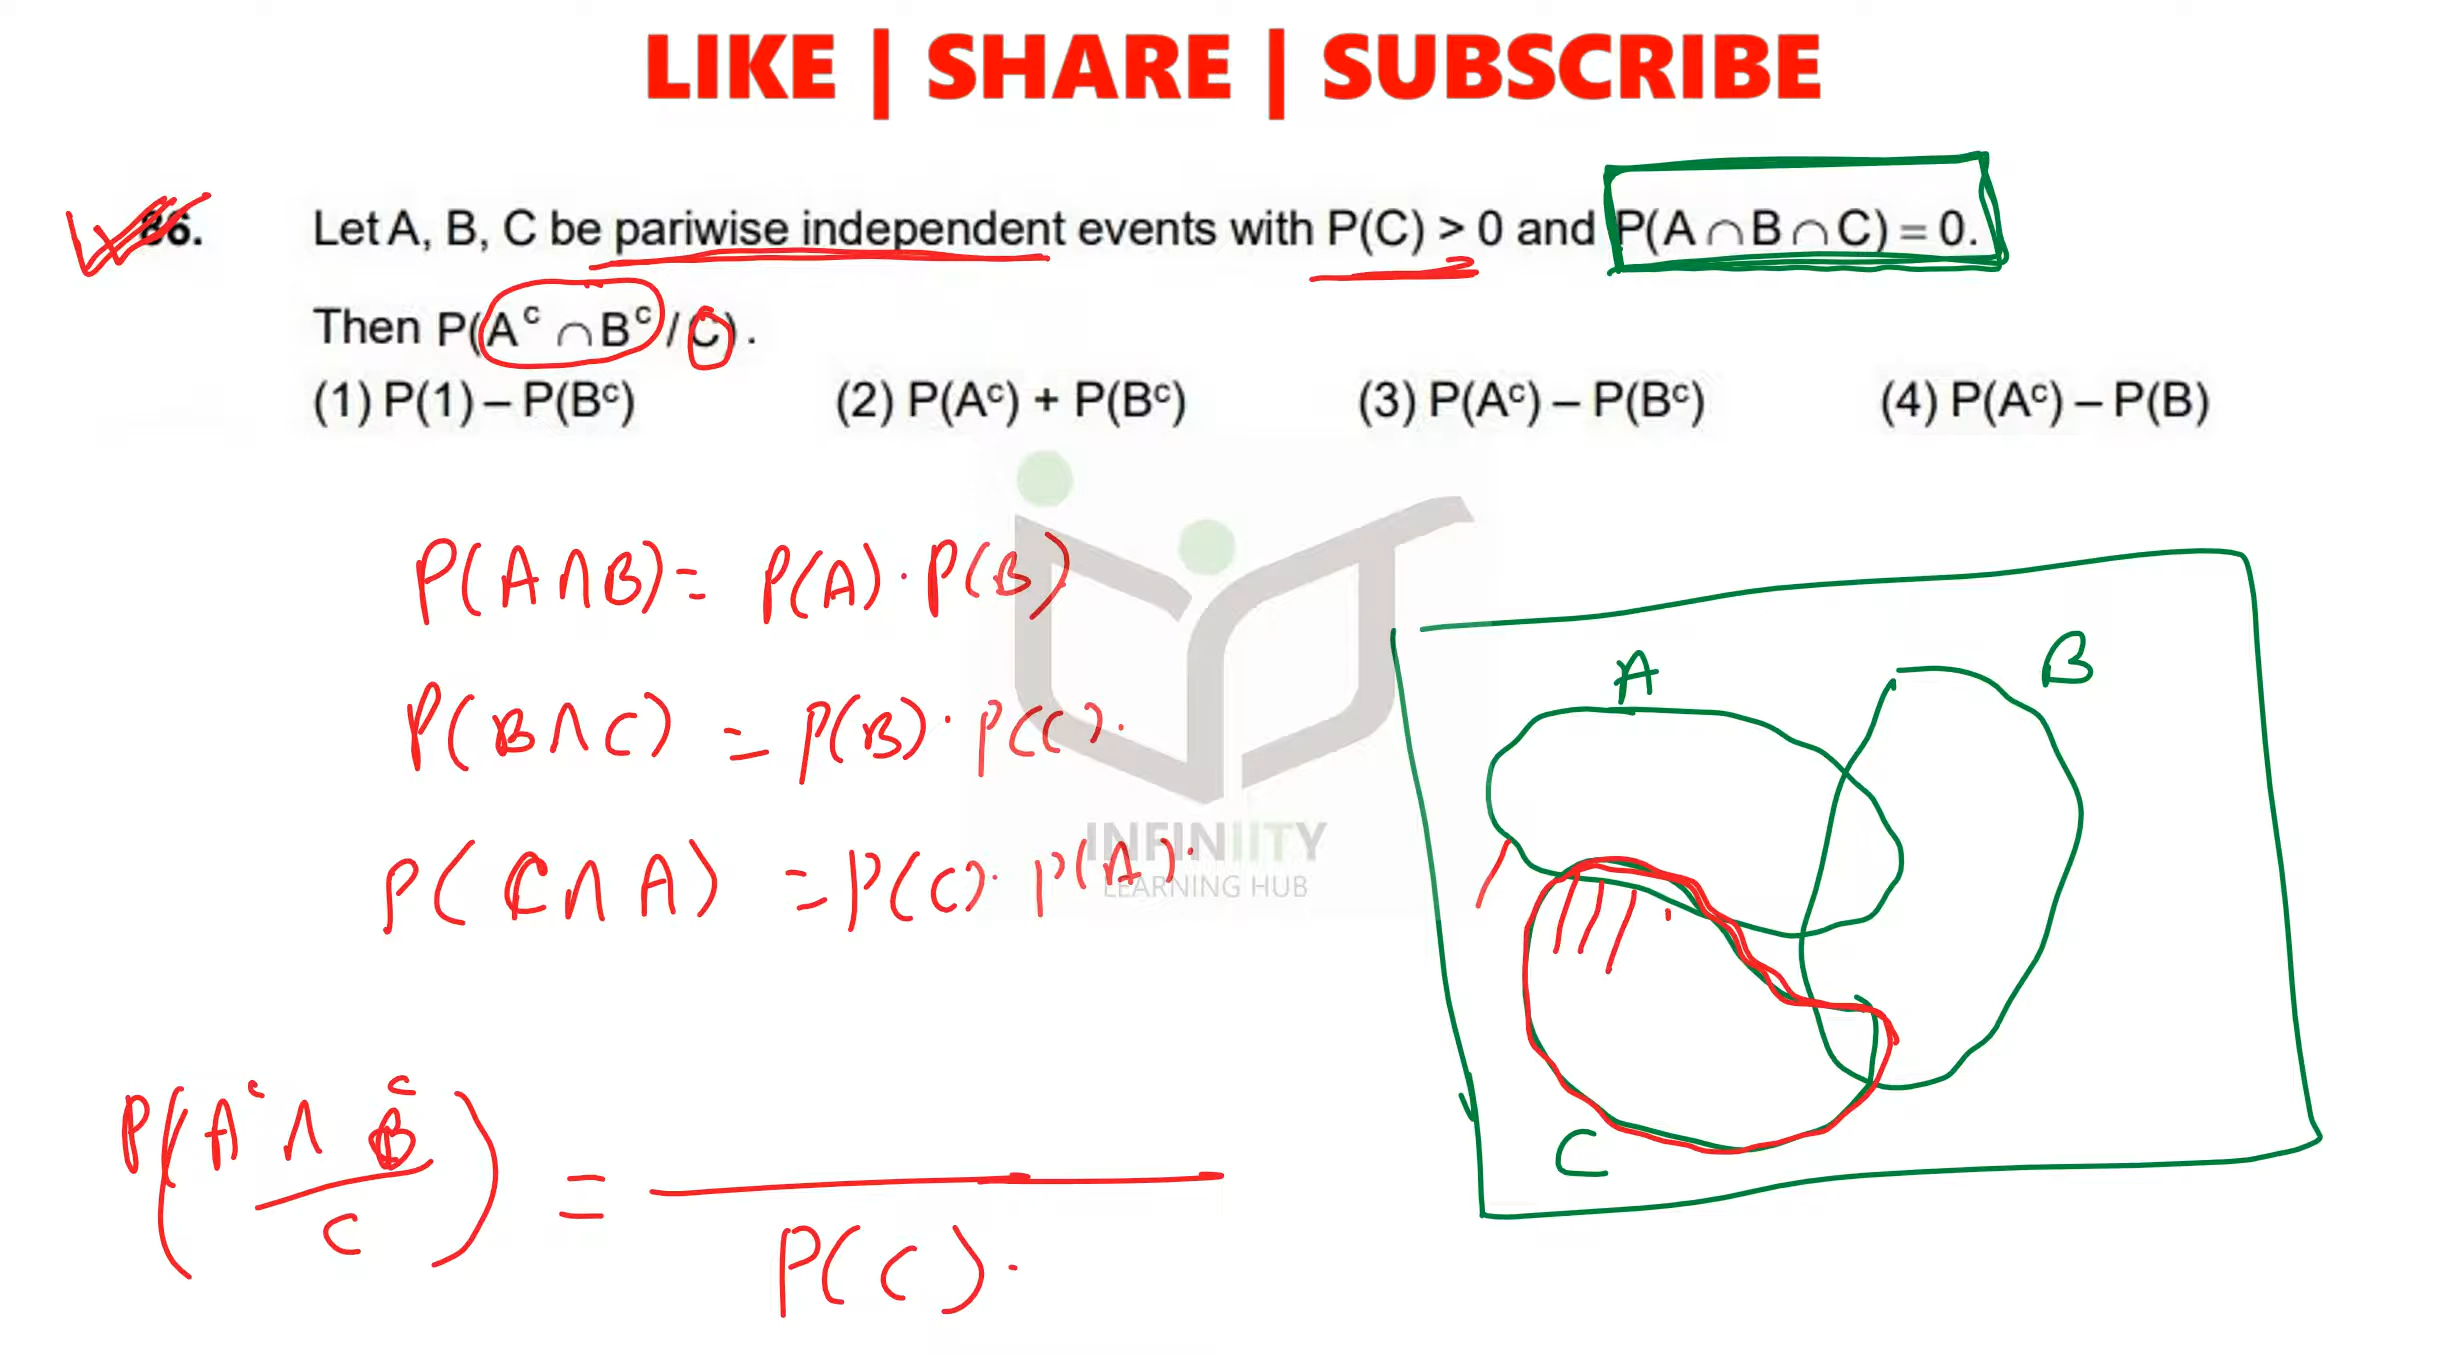 LIKE | SHARE | SUBSCRIBE
36. Let A, B, C be pariwise independent events with P(C) > 0 and P(A ∩ B ∩ C) = 0.
Then P(Aᶜ ∩ Bᶜ / C).
(1) P(1) – P(Bᶜ) (2) P(Aᶜ) + P(Bᶜ) (3) P(Aᶜ) – P(Bᶜ) (4) P(Aᶜ) – P(B)
P(A∩B) = P(A) · P(B)
P(B∩C) = P(B) · P(C) ·
P(C∩A) = P(C) · P(A) ·
INFINIITY
LEARNING HUB
A
B
C
P(Aᶜ ∩ Bᶜ / C) =
P(C) ·